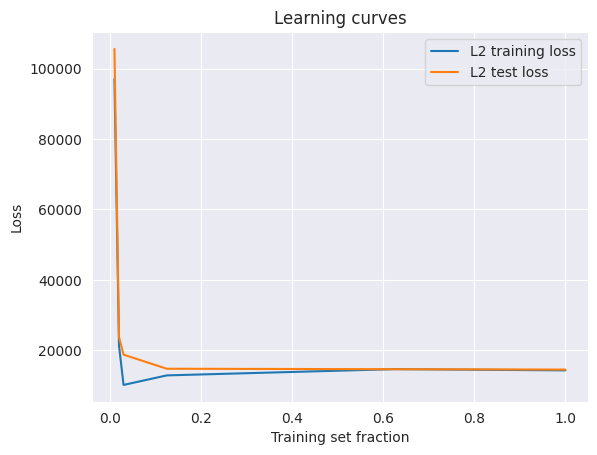 Learning curves
L2 training loss
L2 test loss
100000
80000
60000
40000
20000
Loss
0.0 0.2 0.4 0.6 0.8 1.0
Training set fraction